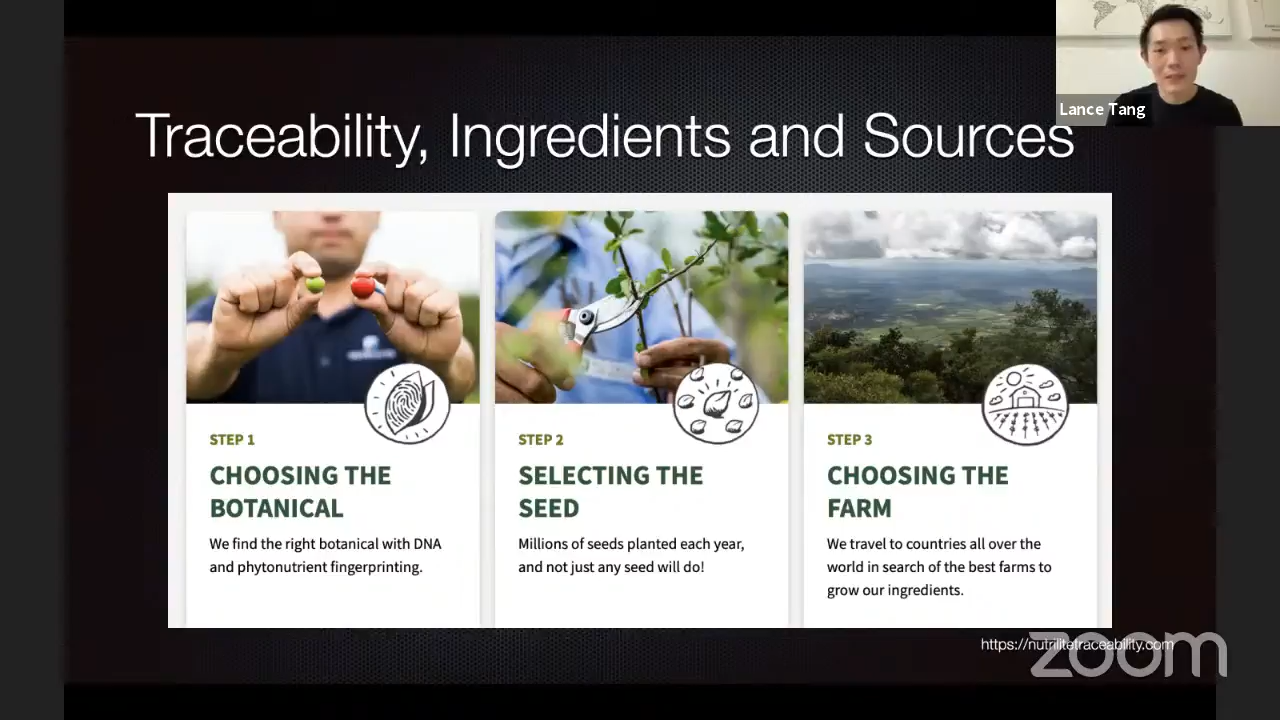 Lance Tang
Traceability, Ingredients and Sources
STEP 1
CHOOSING THE
BOTANICAL
We find the right botanical with DNA
and phytonutrient fingerprinting.
STEP 2
SELECTING THE
SEED
Millions of seeds planted each year,
and not just any seed will do!
STEP 3
CHOOSING THE
FARM
We travel to countries all over the
world in search of the best farms to
grow our ingredients.
https://nutrilitetraceability.com
zoom